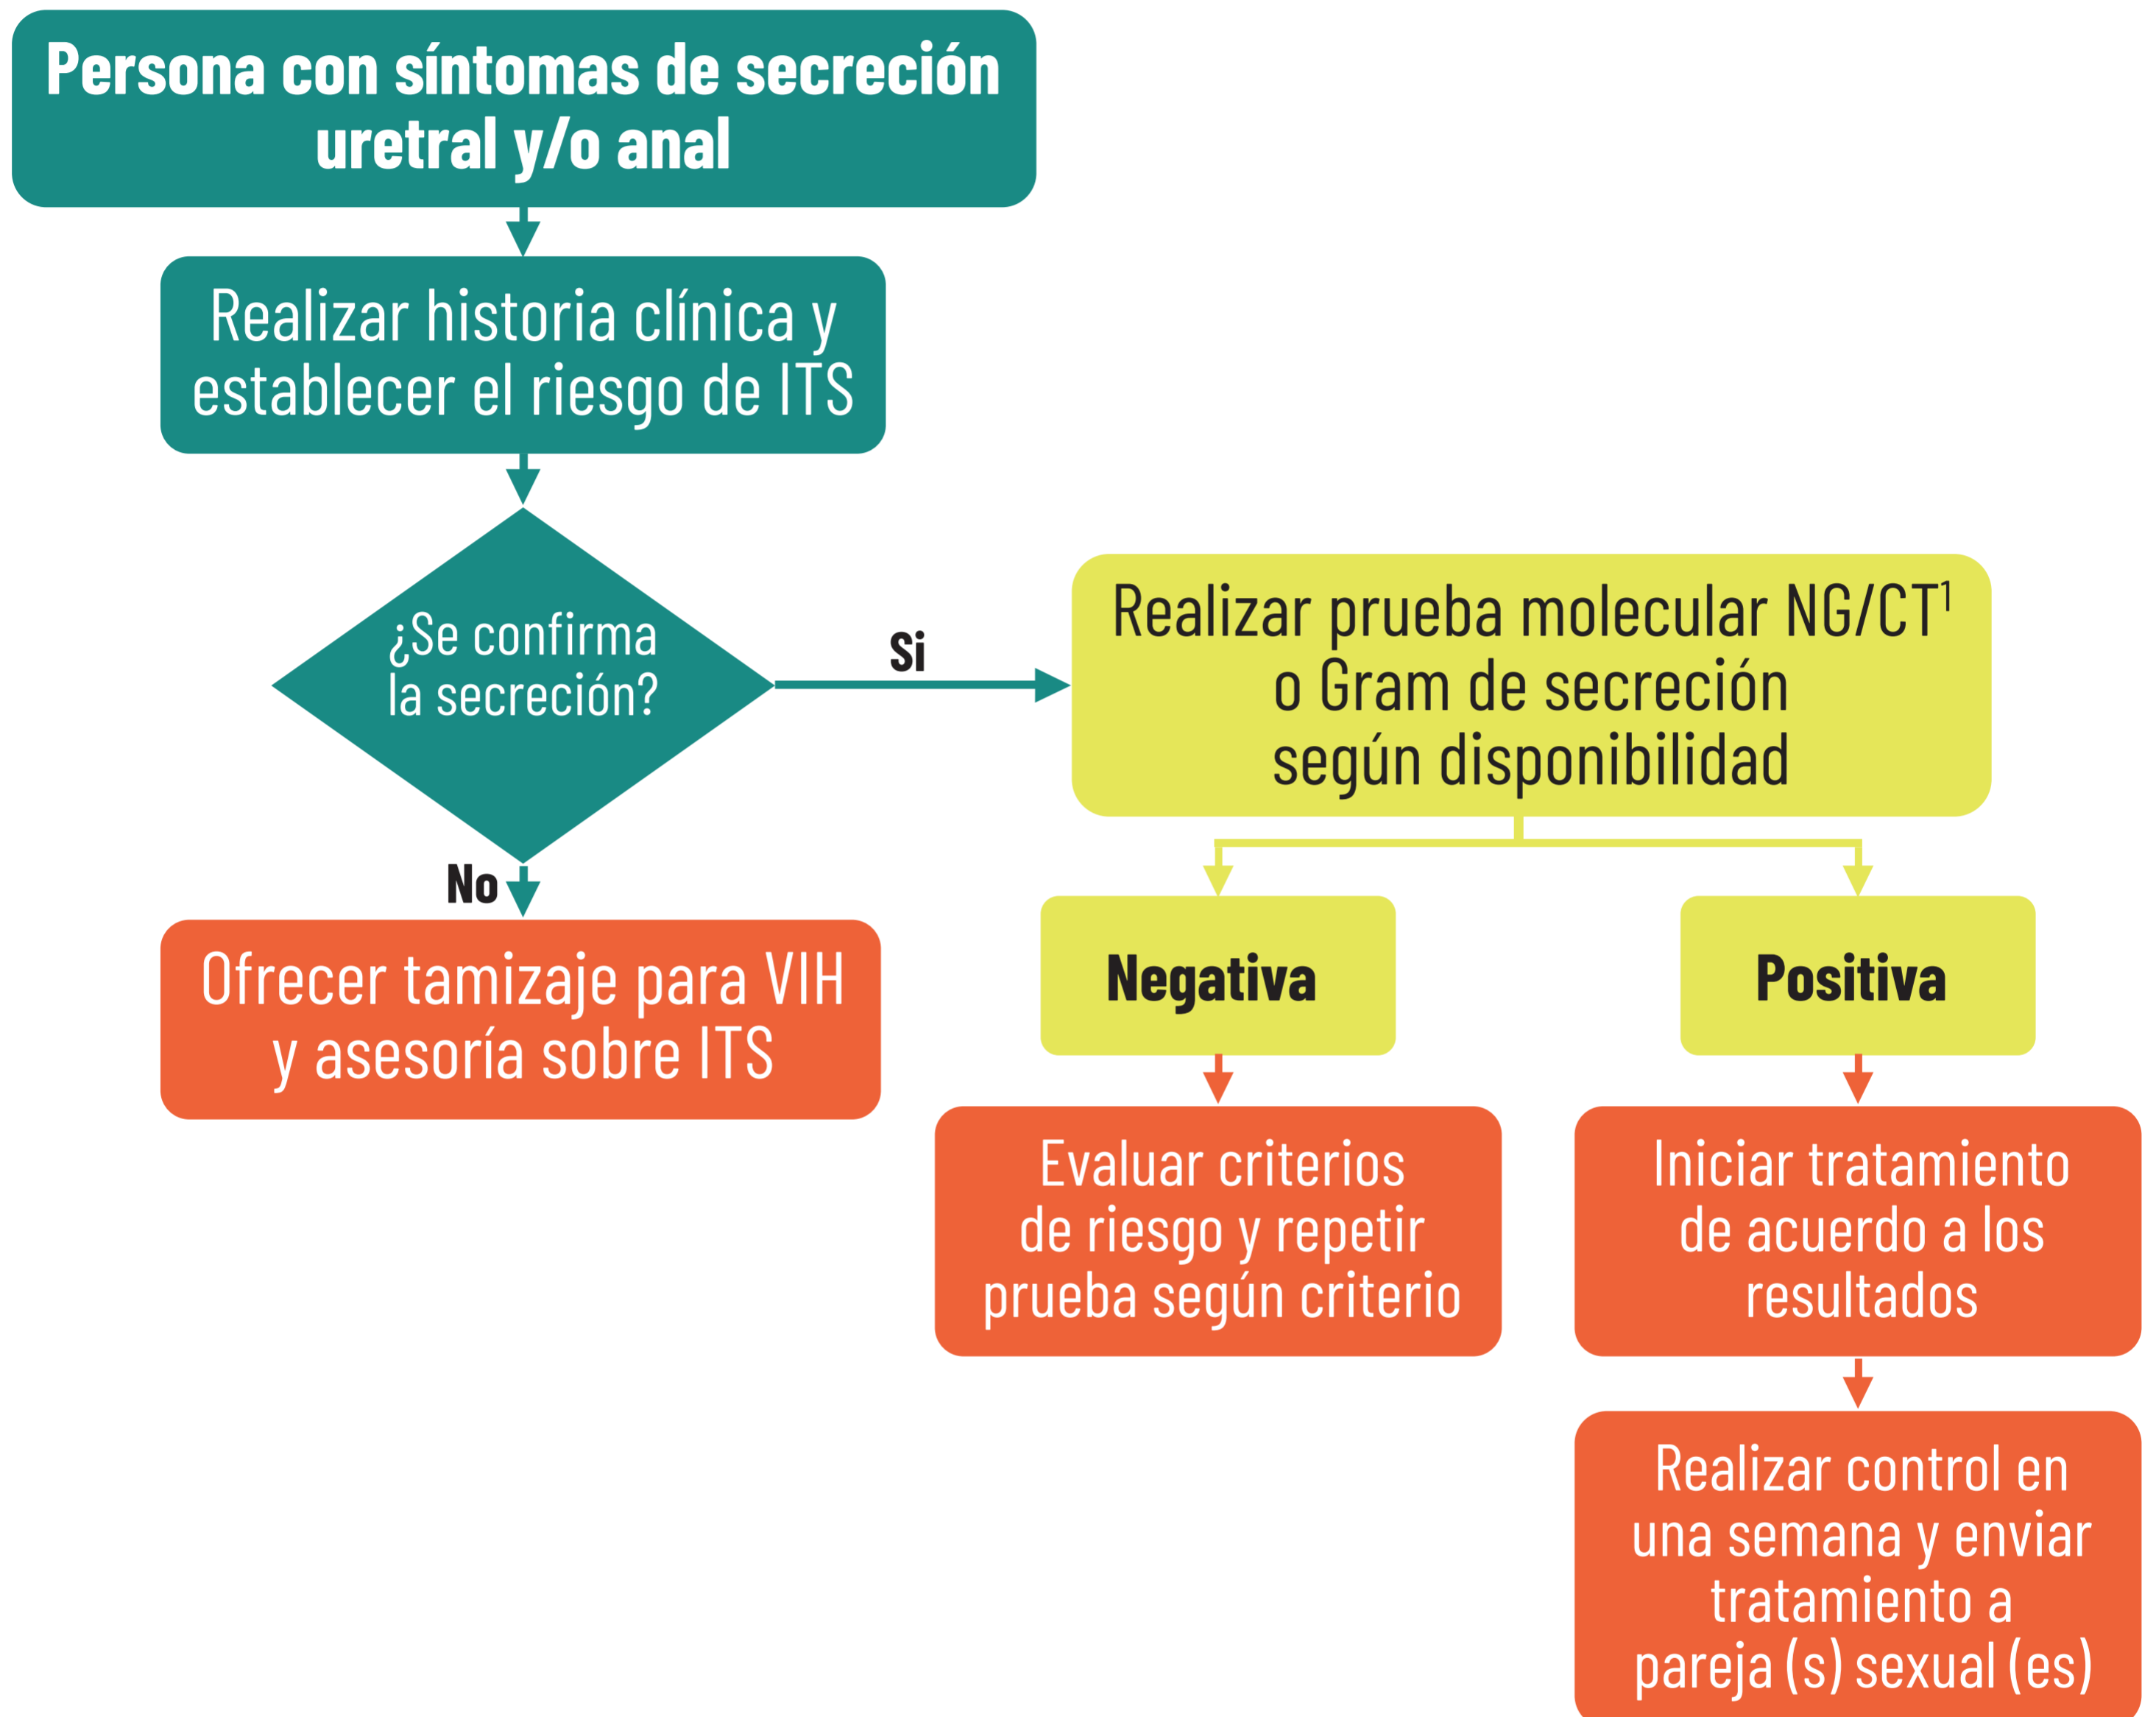 Persona con síntomas de secreción
uretral y/o anal
Realizar historia clínica y
establecer el riesgo de ITS
¿Se confirma
la secreción?
Si
Realizar prueba molecular NG/CT¹
o Gram de secreción
según disponibilidad
No
Ofrecer tamizaje para VIH
y asesoría sobre ITS
Negativa
Positiva
Evaluar criterios
de riesgo y repetir
prueba según criterio
Iniciar tratamiento
de acuerdo a los
resultados
Realizar control en
una semana y enviar
tratamiento a
pareja (s) sexual (es)